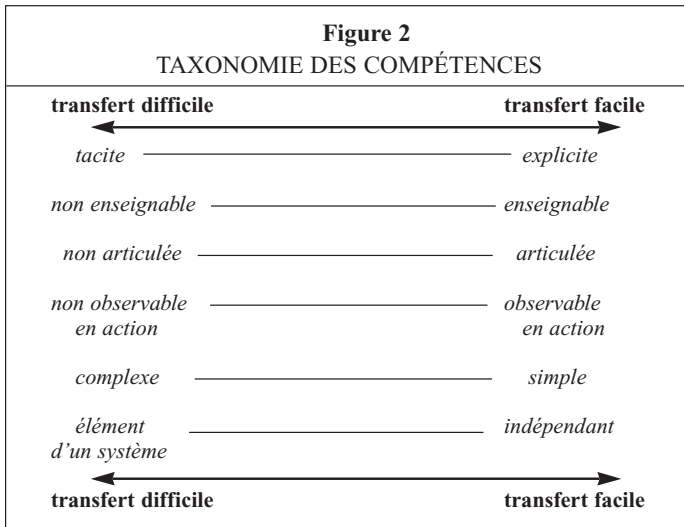 Figure 2
TAXONOMIE DES COMPÉTENCES
transfert difficile transfert facile
tacite explicite
non enseignable enseignable
non articulée articulée
non observable observable
en action en action
complexe simple
élément indépendant
d'un système
transfert difficile transfert facile